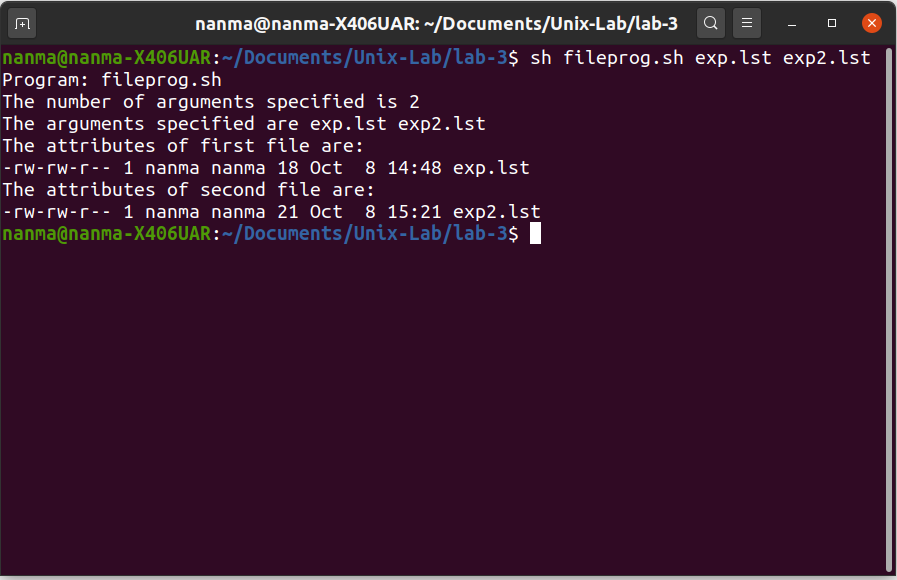 nanma@nanma-X406UAR: ~/Documents/Unix-Lab/lab-3
nanma@nanma-X406UAR:~/Documents/Unix-Lab/lab-3$ sh fileprog.sh exp.lst exp2.lst
Program: fileprog.sh
The number of arguments specified is 2
The arguments specified are exp.lst exp2.lst
The attributes of first file are:
-rw-rw-r-- 1 nanma nanma 18 Oct  8 14:48 exp.lst
The attributes of second file are:
-rw-rw-r-- 1 nanma nanma 21 Oct  8 15:21 exp2.lst
nanma@nanma-X406UAR:~/Documents/Unix-Lab/lab-3$